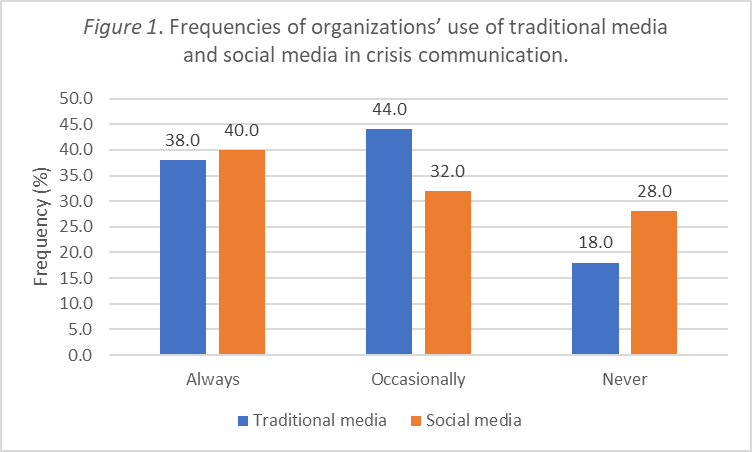 Figure 1. Frequencies of organizations’ use of traditional media
and social media in crisis communication.
Frequency (%)
50.0
45.0
40.0
35.0
30.0
25.0
20.0
15.0
10.0
5.0
0.0
38.0
40.0
44.0
32.0
18.0
28.0
Always
Occasionally
Never
Traditional media
Social media